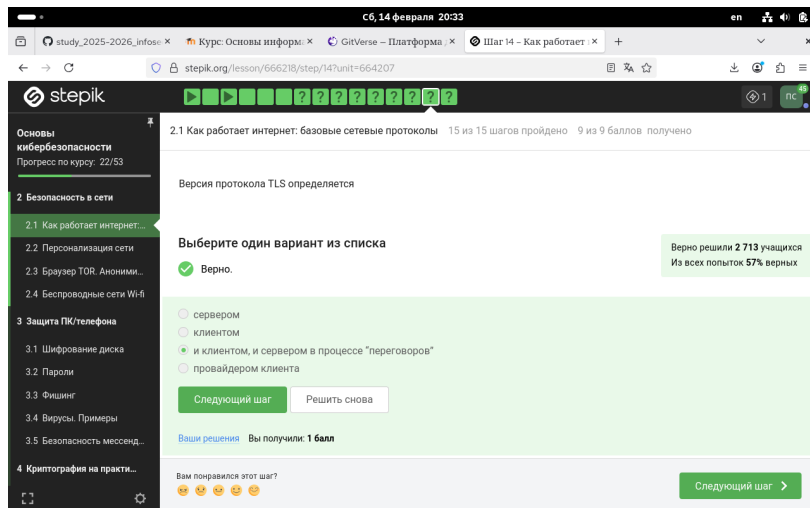 Сб, 14 февраля 20:33
en
study_2025-2026_infose
Курс: Основы информ
GitVerse – Платформа
Шаг 14 – Как работает
stepik.org/lesson/666218/step/14?unit=664207
stepik
1
ПС
45
Основы
кибербезопасности
Прогресс по курсу: 22/53
2 Безопасность в сети
2.1 Как работает интернет:...
2.2 Персонализация сети
2.3 Браузер TOR. Аноними...
2.4 Беспроводные сети Wi-fi
3 Защита ПК/телефона
3.1 Шифрование диска
3.2 Пароли
3.3 Фишинг
3.4 Вирусы. Примеры
3.5 Безопасность мессенд...
4 Криптография на практи...
2.1 Как работает интернет: базовые сетевые протоколы 15 из 15 шагов пройдено 9 из 9 баллов получено
Версия протокола TLS определяется
Выберите один вариант из списка
Верно.
Верно решили 2 713 учащихся
Из всех попыток 57% верных
сервером
клиентом
и клиентом, и сервером в процессе "переговоров"
провайдером клиента
Следующий шаг
Решить снова
Ваши решения Вы получили: 1 балл
Вам понравился этот шаг?
Следующий шаг